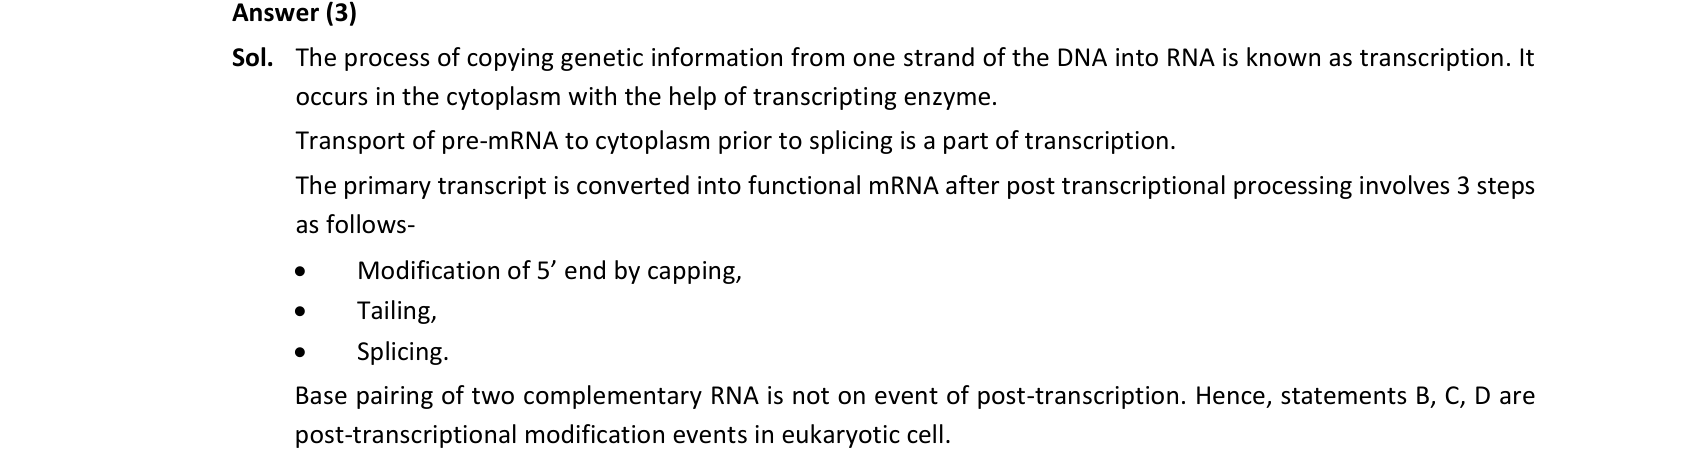 Answer (3)
Sol. The process of copying genetic information from one strand of the DNA into RNA is known as transcription. It
occurs in the cytoplasm with the help of transcripting enzyme.
Transport of pre-mRNA to cytoplasm prior to splicing is a part of transcription.
The primary transcript is converted into functional mRNA after post transcriptional processing involves 3 steps
as follows-
• Modification of 5’ end by capping,
• Tailing,
• Splicing.
Base pairing of two complementary RNA is not on event of post-transcription. Hence, statements B, C, D are
post-transcriptional modification events in eukaryotic cell.